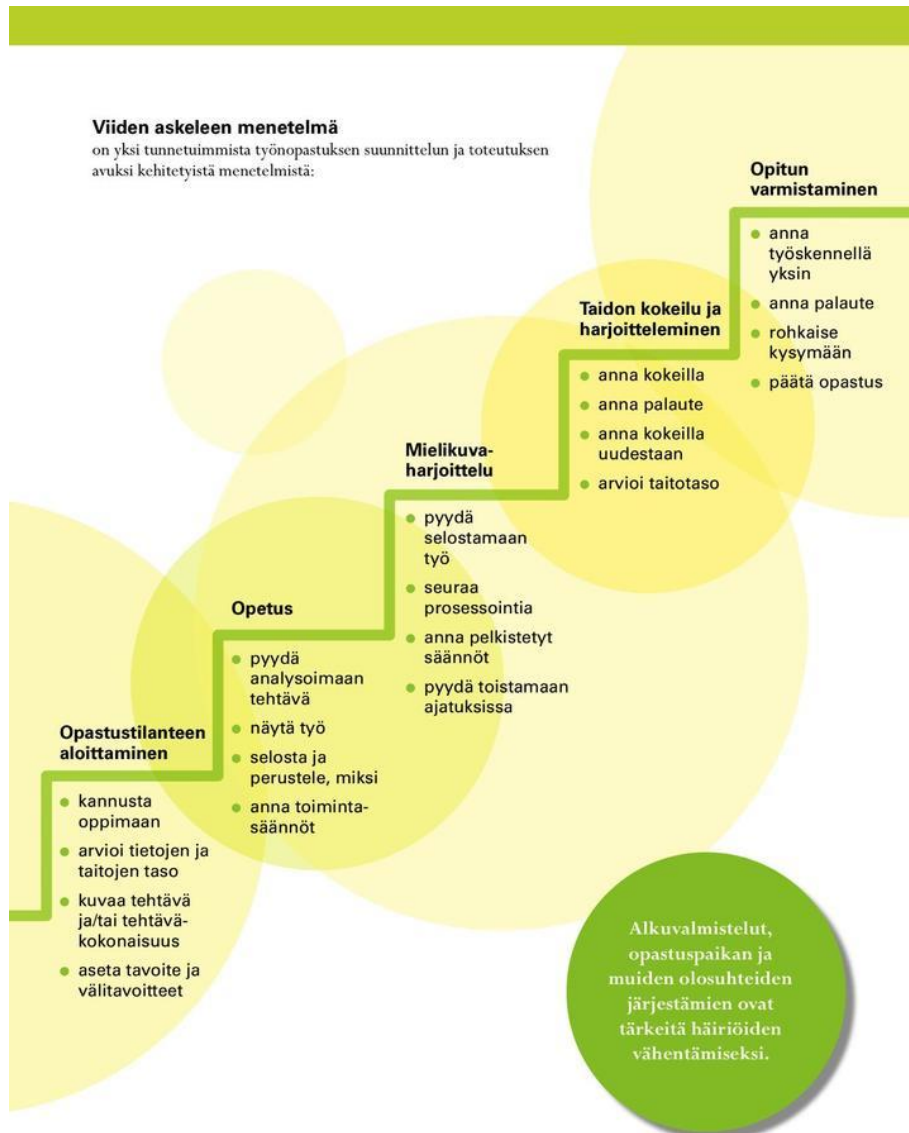 Viiden askeleen menetelmä
on yksi tunnetuimmista työnopastuksen suunnittelun ja toteutuksen
avuksi kehitetyistä menetelmistä:
Opastustilanteen
aloittaminen
kannusta
oppimaan
arvioi tietojen ja
taitojen taso
kuvaa tehtävä
ja/tai tehtävä-
kokonaisuus
aseta tavoite ja
välitavoitteet
Opetus
pyydä
analysoimaan
tehtävä
näytä työ
selosta ja
perustele, miksi
anna toiminta-
säännöt
Mielikuva-
harjoittelu
pyydä
selostamaan
työ
seuraa
prosessointia
anna pelkistetyt
säännöt
pyydä toistamaan
ajatuksissa
Taidon kokeilu ja
harjoitteleminen
anna kokeilla
anna palaute
anna kokeilla
uudestaan
arvioi taitotaso
Opitun
varmistaminen
anna
työskennellä
yksin
anna palaute
rohkaise
kysymään
päätä opastus
Alkuvalmistelut,
opastuspaikan ja
muiden olosuhteiden
järjestämien ovat
tärkeitä häiriöiden
vähentämiseksi.